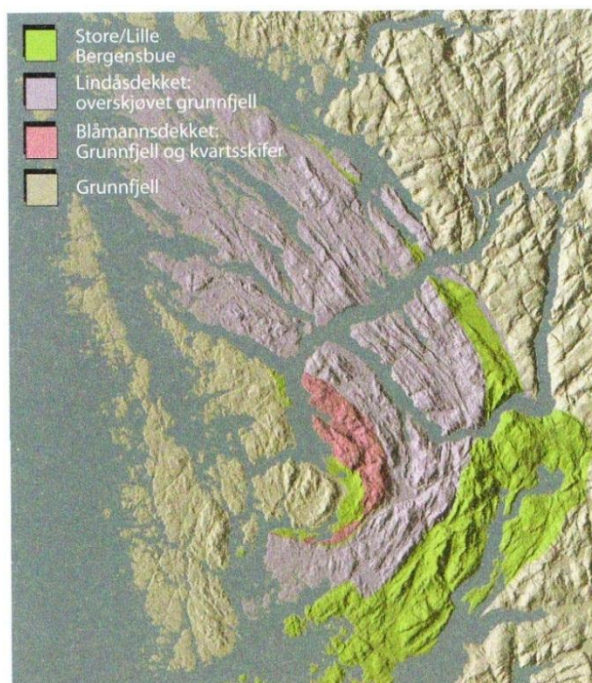 Store/Lille
Bergensbue
Lindåsdekket:
overskjøvet grunnfjell
Blåmannsdekket:
Grunnfjell og kvartsskifer
Grunnfjell